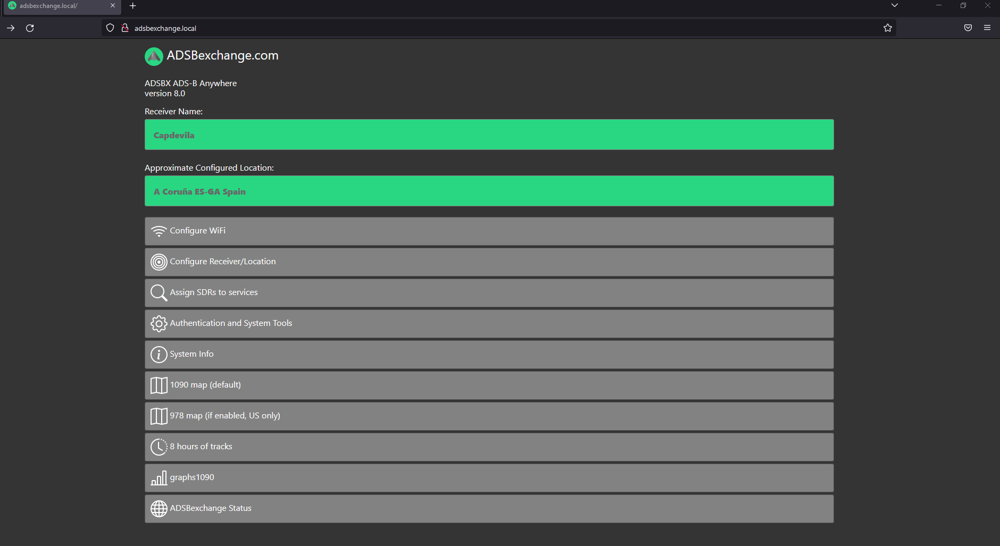 adsbexchange.local/
adsbexchange.local
ADSBexchange.com
ADSBX ADS-B Anywhere
version 8.0
Receiver Name:
Capdevila
Approximate Configured Location:
A Coruña ES-GA Spain
Configure WiFi
Configure Receiver/Location
Assign SDRs to services
Authentication and System Tools
System Info
1090 map (default)
978 map (if enabled, US only)
8 hours of tracks
graphs1090
ADSBexchange Status